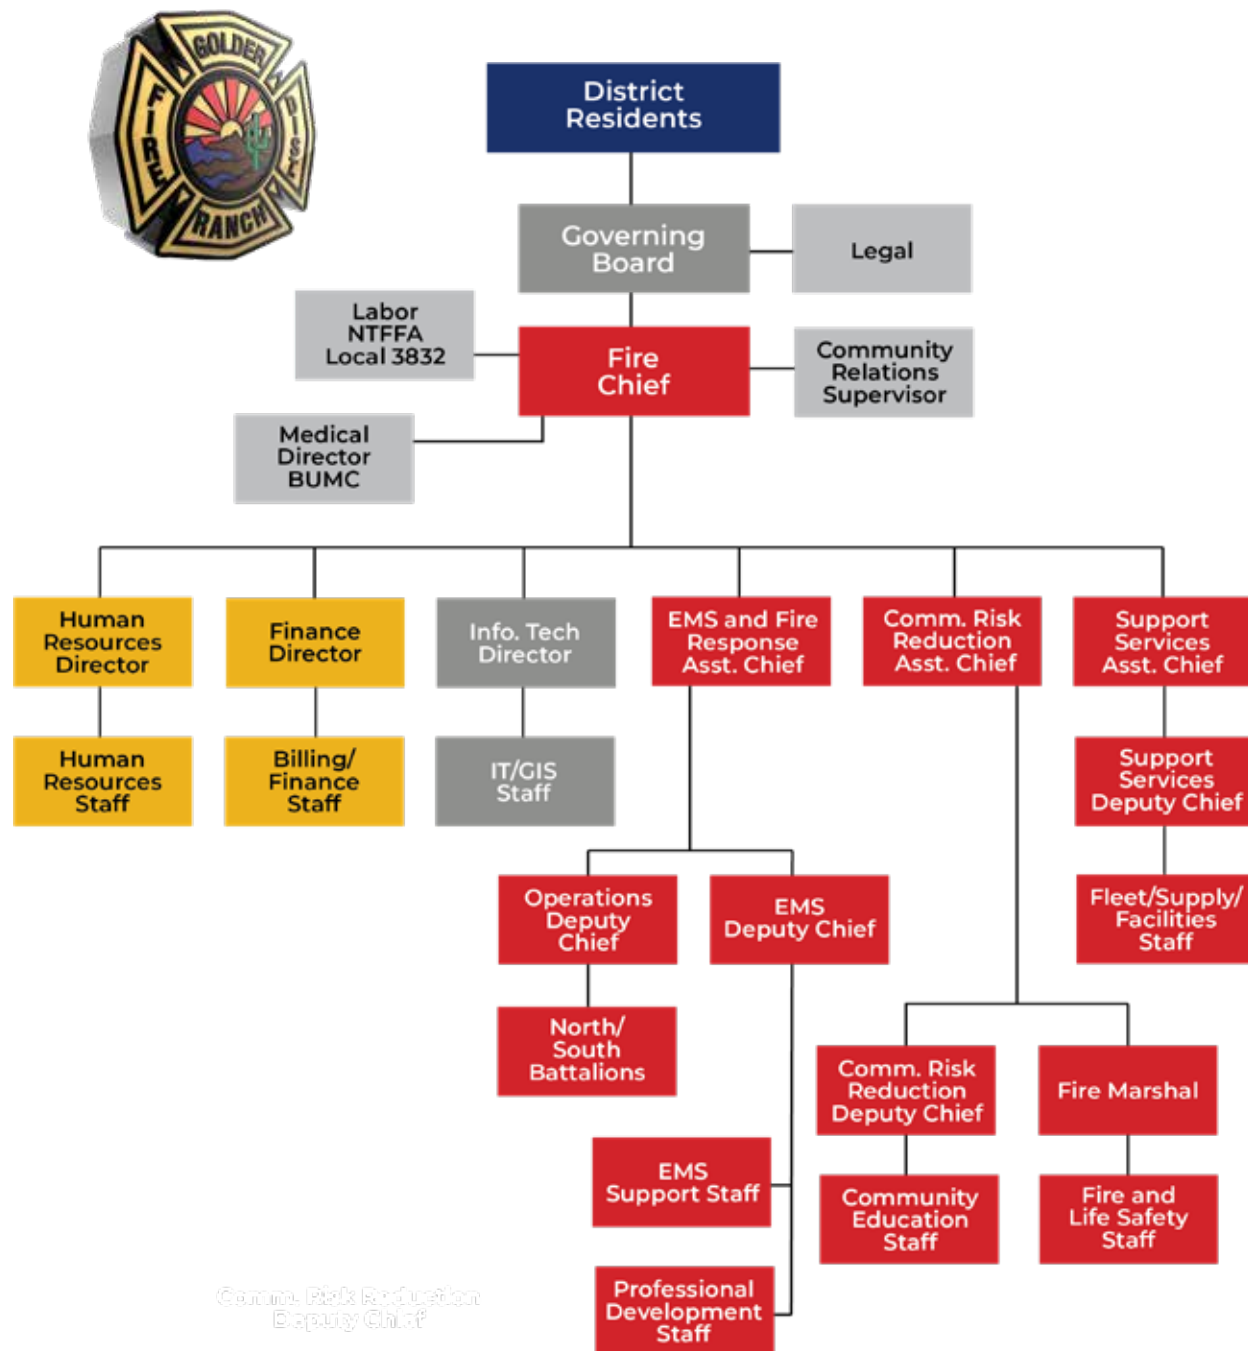 GOLDER
FIRE
DIST
RANCH
District
Residents
Governing
Board
Legal
Labor
NTFFA
Local 3832
Fire
Chief
Community
Relations
Supervisor
Medical
Director
BUMC
Human
Resources
Director
Finance
Director
Info. Tech
Director
EMS and Fire
Response
Asst. Chief
Comm. Risk
Reduction
Asst. Chief
Support
Services
Asst. Chief
Human
Resources
Staff
Billing/
Finance
Staff
IT/GIS
Staff
Support
Services
Deputy Chief
Operations
Deputy
Chief
EMS
Deputy Chief
Fleet/Supply/
Facilities
Staff
North/
South
Battalions
Comm. Risk
Reduction
Deputy Chief
Fire Marshal
EMS
Support Staff
Community
Education
Staff
Fire and
Life Safety
Staff
Professional
Development
Staff
Comm. Risk Reduction
Deputy Chief